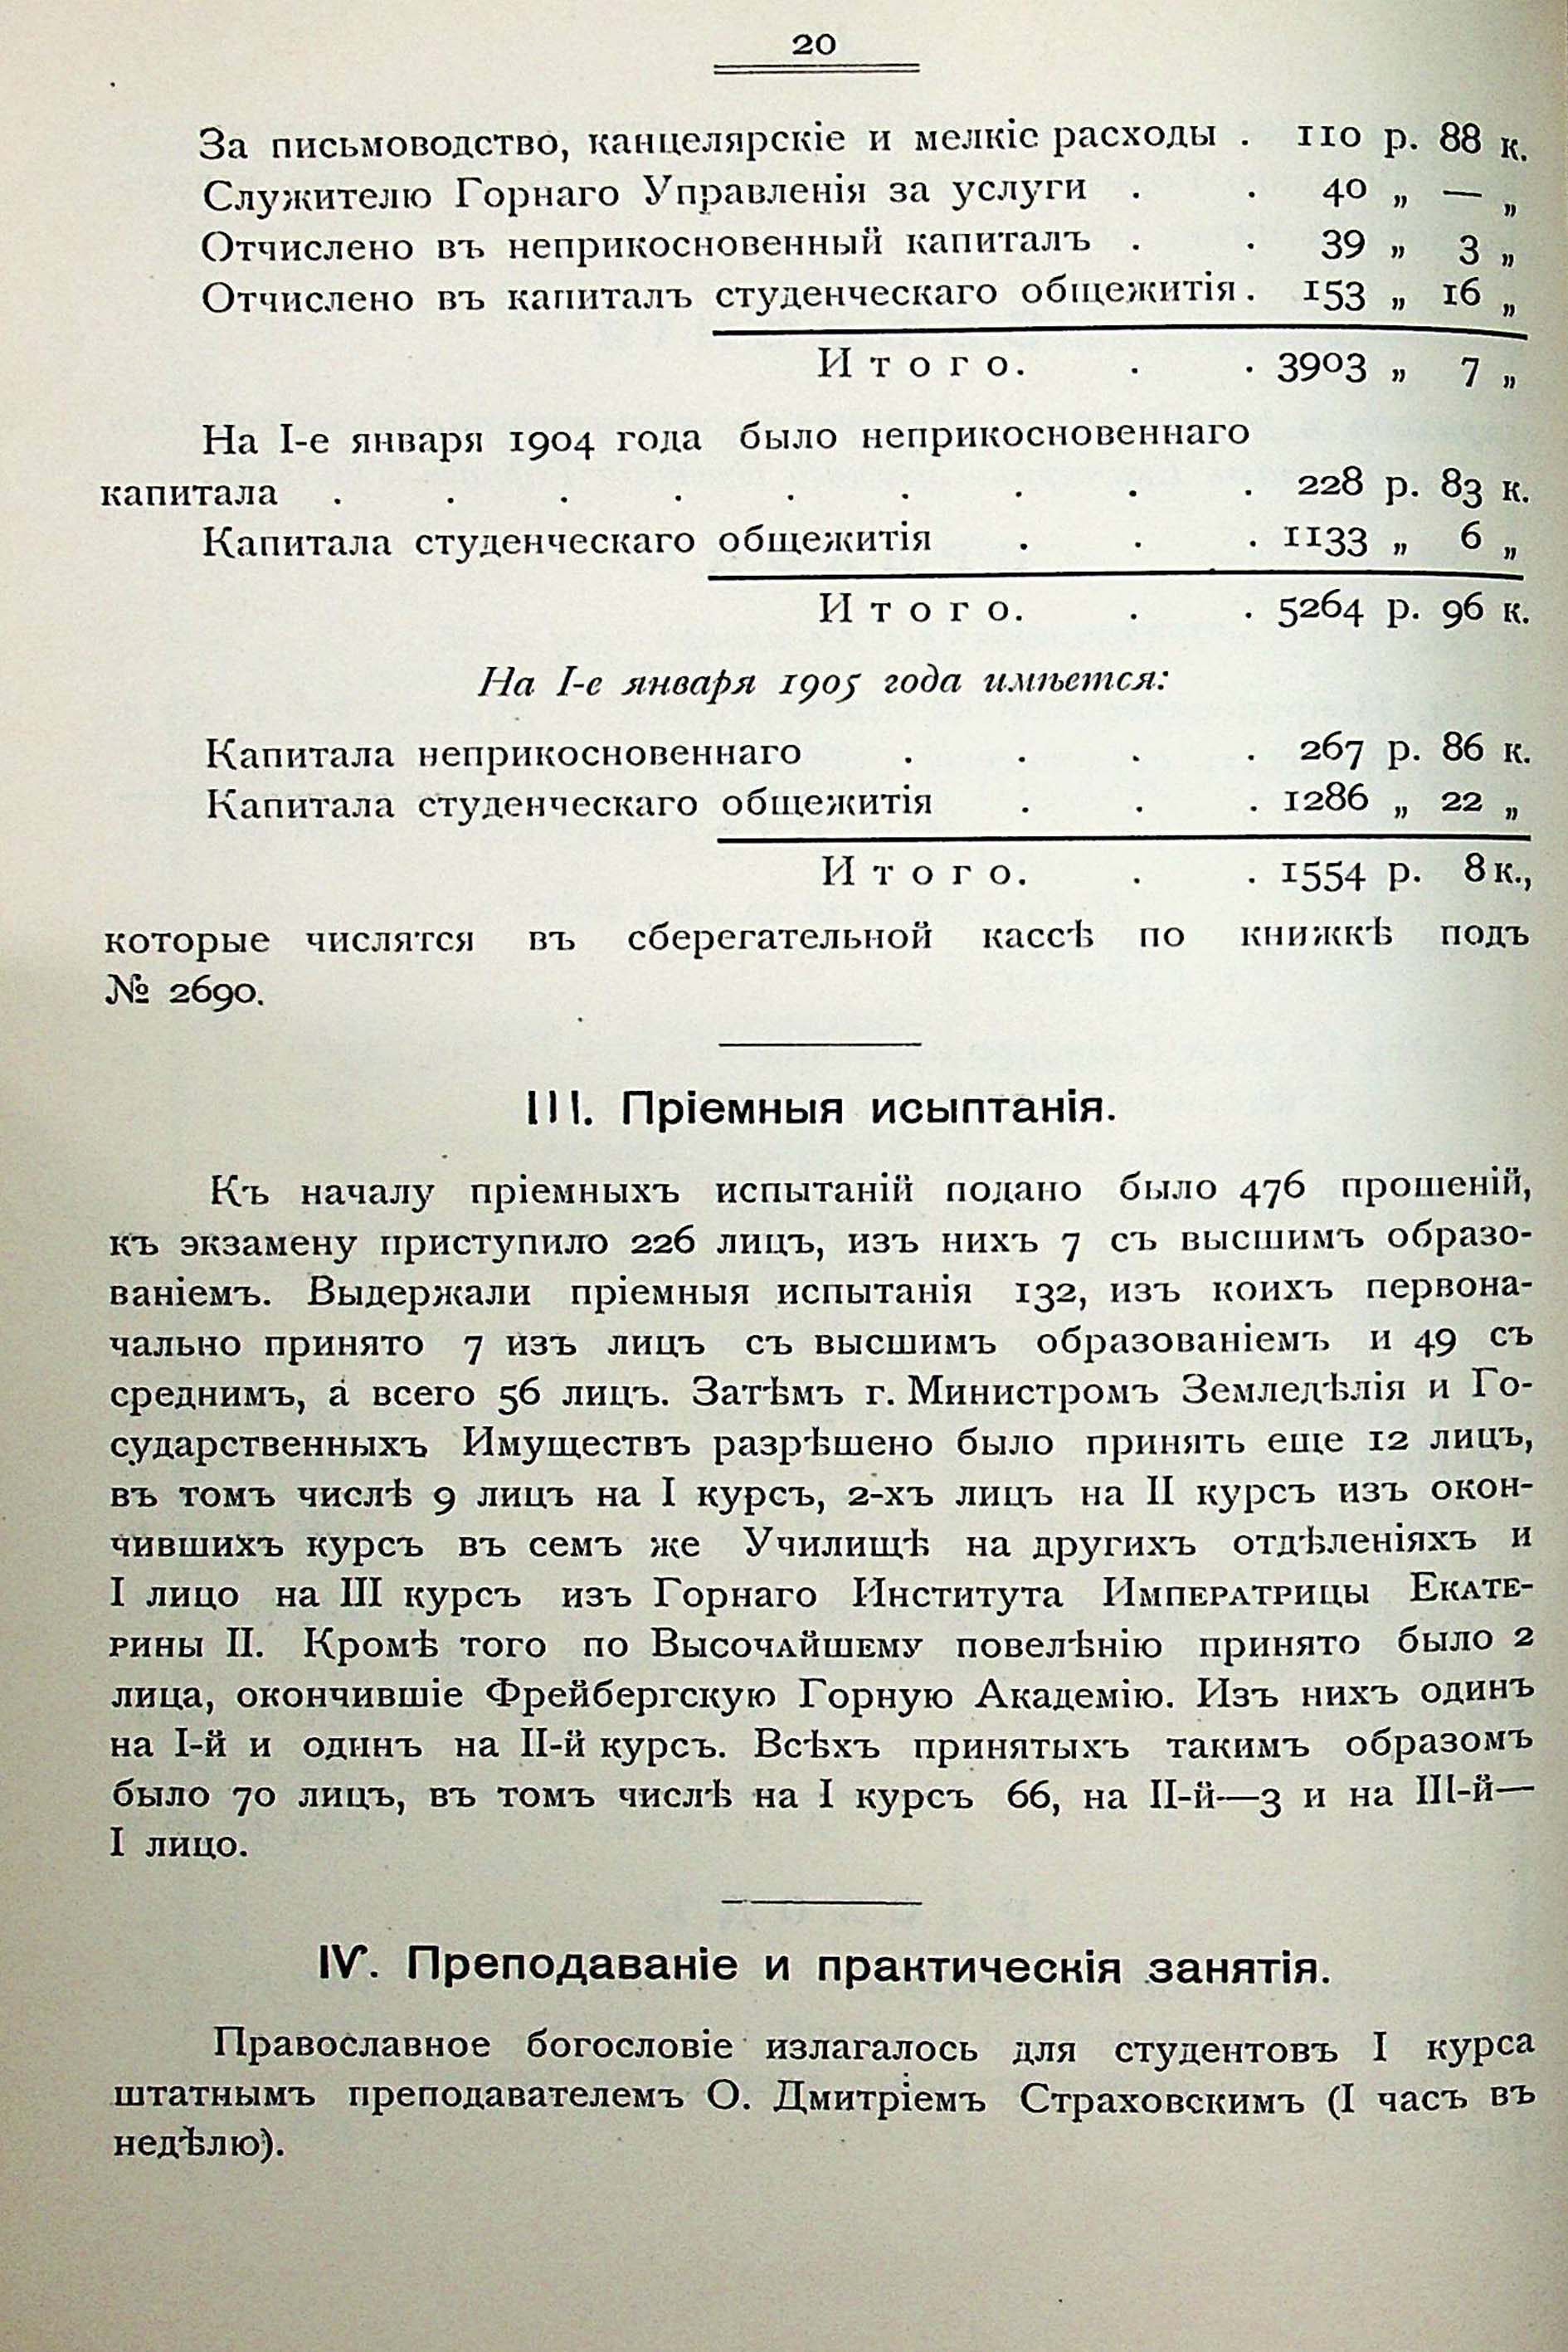 20
За письмоводство, канцелярскіе и мелкіе расходы . 110 р. 88 к.
Служителю Горнаго Управленія за услуги . . 40 „ — „
Отчислено въ неприкосновенный капиталъ . . 39 „ 3 „
Отчислено въ капиталъ студенческаго общежитія. 153 „ 16 „
Итого. . . 3903 „ 7 „
На I-е января 1904 года было неприкосновеннаго
капитала . . . . . . . . . 228 р. 83 к.
Капитала студенческаго общежитія . . . 1133 „ 6 „
Итого. . . 5264 р. 96 к.
На I-е января 1905 года имѣется:
Капитала неприкосновеннаго . . . . 267 р. 86 к.
Капитала студенческаго общежитія . . . 1286 „ 22 „
Итого. . . 1554 р. 8 к.,
которые числятся въ сберегательной кассѣ по книжкѣ подъ
№ 2690.
III. Пріемныя исыптанія.
Къ началу пріемныхъ испытаній подано было 476 прошеній,
къ экзамену приступило 226 лицъ, изъ нихъ 7 съ высшимъ образо-
ваніемъ. Выдержали пріемныя испытанія 132, изъ коихъ первона-
чально принято 7 изъ лицъ съ высшимъ образованіемъ и 49 съ
среднимъ, а всего 56 лицъ. Затѣмъ г. Министромъ Земледѣлія и Го-
сударственныхъ Имуществъ разрѣшено было принять еще 12 лицъ,
въ томъ числѣ 9 лицъ на I курсъ, 2-хъ лицъ на II курсъ изъ окон-
чившихъ курсъ въ семъ же Училищѣ на другихъ отдѣленіяхъ и
I лицо на III курсъ изъ Горнаго Института Императрицы Екате-
рины II. Кромѣ того по Высочайшему повелѣнію принято было 2
лица, окончившіе Фрейбергскую Горную Академію. Изъ нихъ одинъ
на I-й и одинъ на II-й курсъ. Всѣхъ принятыхъ такимъ образомъ
было 70 лицъ, въ томъ числѣ на I курсъ 66, на II-й—3 и на III-й—
I лицо.
IV. Преподаваніе и практическія занятія.
Православное богословіе излагалось для студентовъ I курса
штатнымъ преподавателемъ О. Дмитріемъ Страховскимъ (I часъ въ
недѣлю).